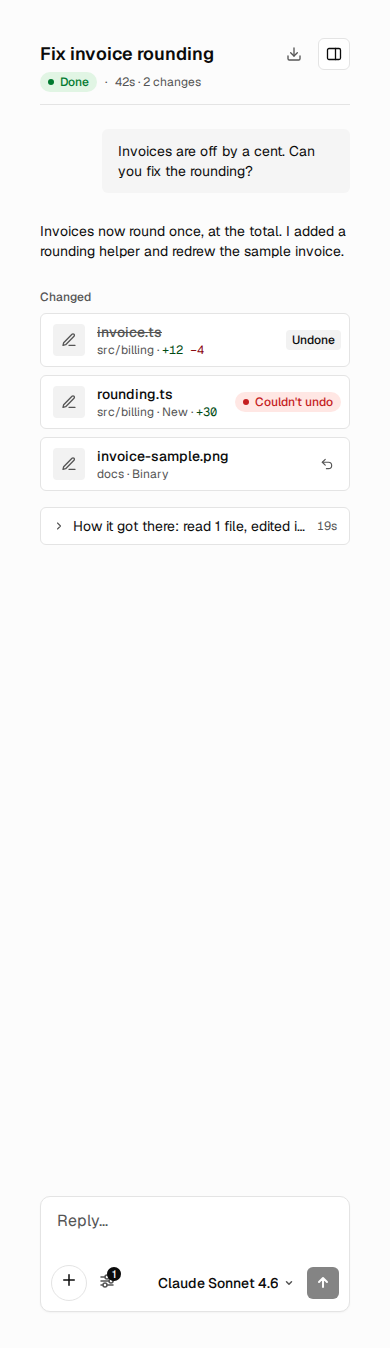 Fix invoice rounding
Done · 42s · 2 changes
Invoices are off by a cent. Can
you fix the rounding?
Invoices now round once, at the total. I added a
rounding helper and redrew the sample invoice.
Changed
invoice.ts
src/billing · +12 −4
Undone
rounding.ts
src/billing · New · +30
Couldn't undo
invoice-sample.png
docs · Binary
How it got there: read 1 file, edited i... 19s
Reply...
1
Claude Sonnet 4.6